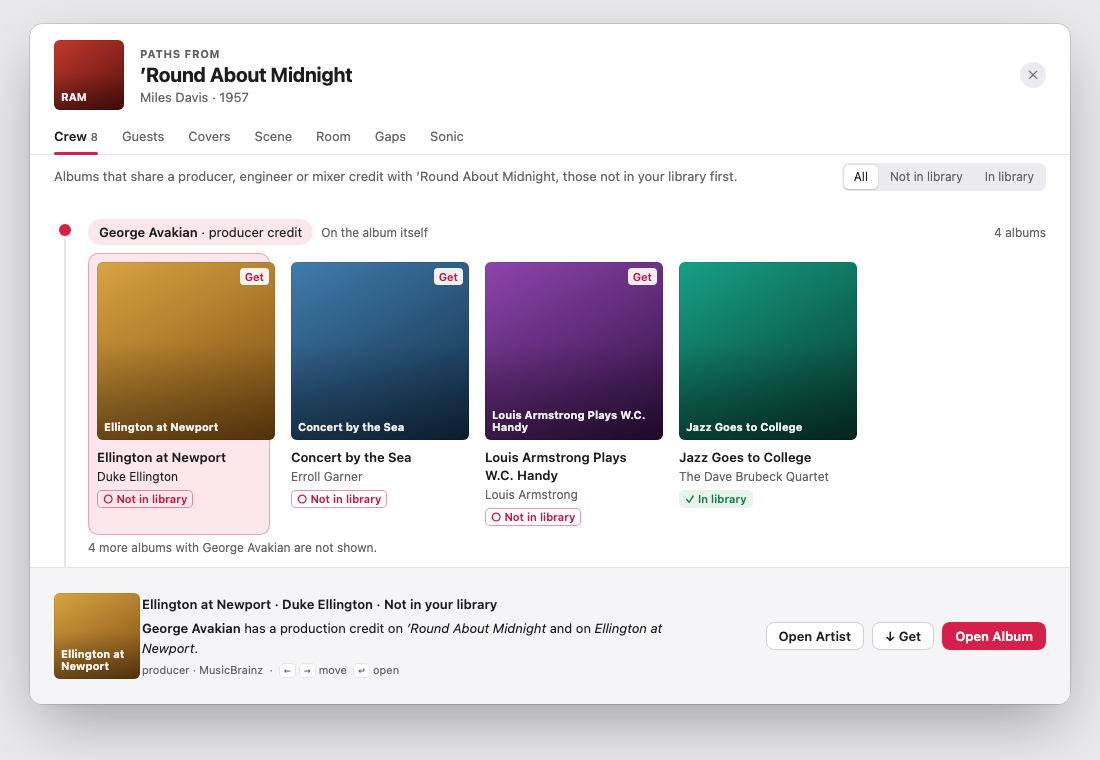 RAM
PATHS FROM
’Round About Midnight
Miles Davis · 1957
Crew 8 Guests Covers Scene Room Gaps Sonic
Albums that share a producer, engineer or mixer credit with ’Round About Midnight, those not in your library first.
All Not in library In library
George Avakian · producer credit On the album itself 4 albums
Get Get Get
Ellington at Newport
Concert by the Sea
Louis Armstrong Plays W.C.
Handy
Jazz Goes to College
Ellington at Newport
Duke Ellington
Not in library
Concert by the Sea
Erroll Garner
Not in library
Louis Armstrong Plays
W.C. Handy
Louis Armstrong
Not in library
Jazz Goes to College
The Dave Brubeck Quartet
✓ In library
4 more albums with George Avakian are not shown.
Ellington at
Newport
Ellington at Newport · Duke Ellington · Not in your library
George Avakian has a production credit on ’Round About Midnight and on Ellington at
Newport.
producer · MusicBrainz · ← → move ↩ open
Open Artist ↓ Get Open Album